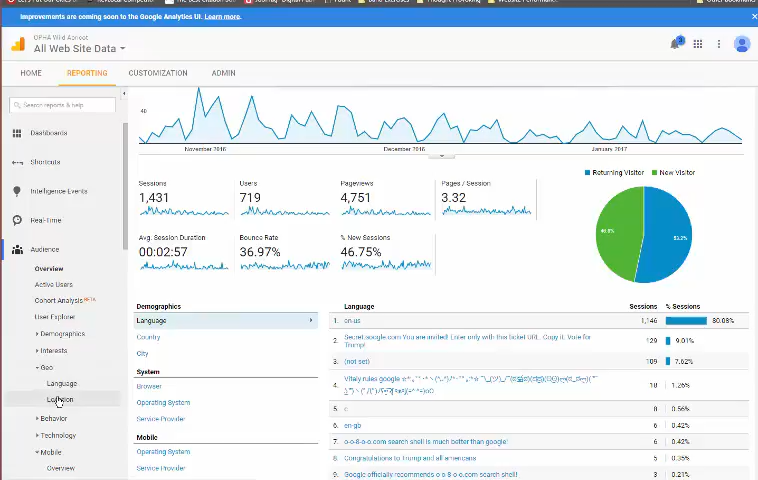 Improvements are coming soon to the Google Analytics UI. Learn more.
OPHA Wild Apricot
All Web Site Data
HOME
REPORTING
CUSTOMIZATION
ADMIN
Search reports & help
Dashboards
Shortcuts
Intelligence Events
Real-Time
Audience
Overview
Active Users
Cohort Analysis BETA
User Explorer
Demographics
Interests
Geo
Language
Location
Behavior
Technology
Mobile
Overview
40
November 2016
December 2016
January 2017
Sessions
1,431
Users
719
Pageviews
4,751
Pages / Session
3.32
Avg. Session Duration
00:02:57
Bounce Rate
36.97%
% New Sessions
46.75%
Returning Visitor
New Visitor
46.8%
53.2%
Demographics
Language
Country
City
System
Browser
Operating System
Service Provider
Mobile
Operating System
Service Provider
Language Sessions % Sessions
1. en-us 1,146 80.08%
2. Secret.google.com You are invited! Enter only with this ticket URL. Copy it. Vote for Trump! 129 9.01%
3. (not set) 109 7.62%
4. Vitaly rules google 18 1.26%
5. c 8 0.56%
6. en-gb 6 0.42%
7. o-o-8-o-o.com search shell is much better than google! 6 0.42%
8. Congratulations to Trump and all americans 5 0.35%
9. Google officially recommends o-o-8-o-o.com search shell! 3 0.21%